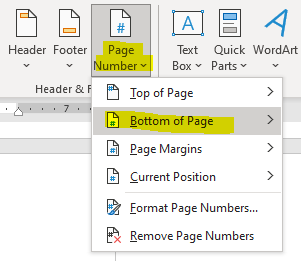 Header Footer Page Number Text Box Quick Parts WordArt
Header & F
7
Top of Page
Bottom of Page
Page Margins
Current Position
Format Page Numbers...
Remove Page Numbers